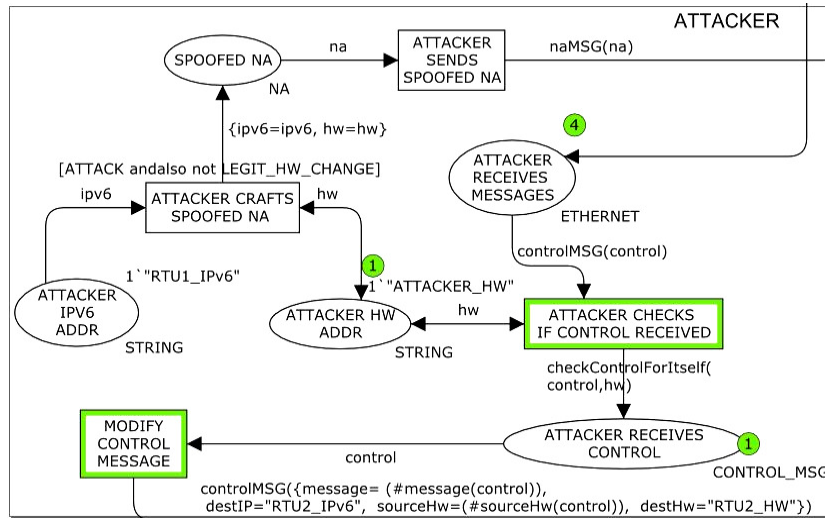 ATTACKER
na
naMSG(na)
SPOOFED NA
NA
ATTACKER
SENDS
SPOOFED NA
{ipv6=ipv6, hw=hw}
4
[ATTACK andalso not LEGIT_HW_CHANGE]
ATTACKER
RECEIVES
MESSAGES
ETHERNET
ipv6
ATTACKER CRAFTS
SPOOFED NA
hw
controlMSG(control)
1
1`"RTU1_IPv6"
1`"ATTACKER_HW"
ATTACKER
IPV6
ADDR
STRING
ATTACKER HW
ADDR
STRING
hw
ATTACKER CHECKS
IF CONTROL RECEIVED
checkControlForItself(
control,hw)
MODIFY
CONTROL
MESSAGE
control
ATTACKER RECEIVES
CONTROL
1
CONTROL_MSG
controlMSG({message= (#message(control)),
destIP="RTU2_IPv6", sourceHw=(#sourceHw(control)), destHw="RTU2_HW"})